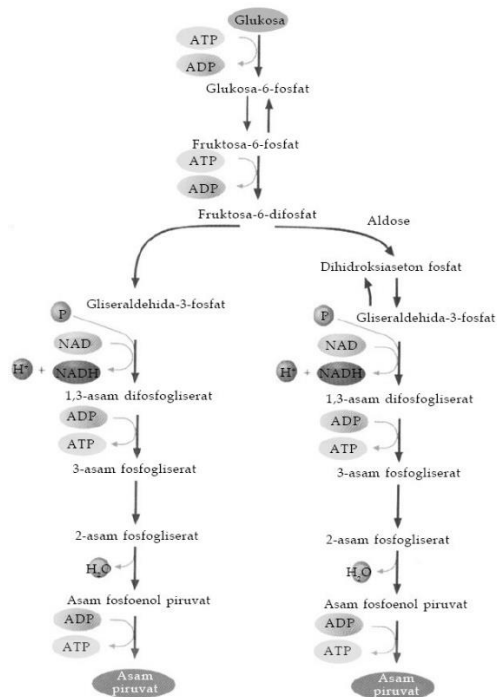 Glukosa
ATP
ADP
Glukosa-6-fosfat
Fruktosa-6-fosfat
ATP
ADP
Fruktosa-6-difosfat
Aldose
Dihidroksiaseton fosfat
Gliseraldehida-3-fosfat
P
NAD
H⁺ + NADH
1,3-asam difosfogliserat
ADP
ATP
3-asam fosfogliserat
2-asam fosfogliserat
H₂O
Asam fosfoenol piruvat
ADP
ATP
Asam
piruvat
Gliseraldehida-3-fosfat
P
NAD
H⁺ + NADH
1,3-asam difosfogliserat
ADP
ATP
3-asam fosfogliserat
2-asam fosfogliserat
H₂O
Asam fosfoenol piruvat
ADP
ATP
Asam
piruvat